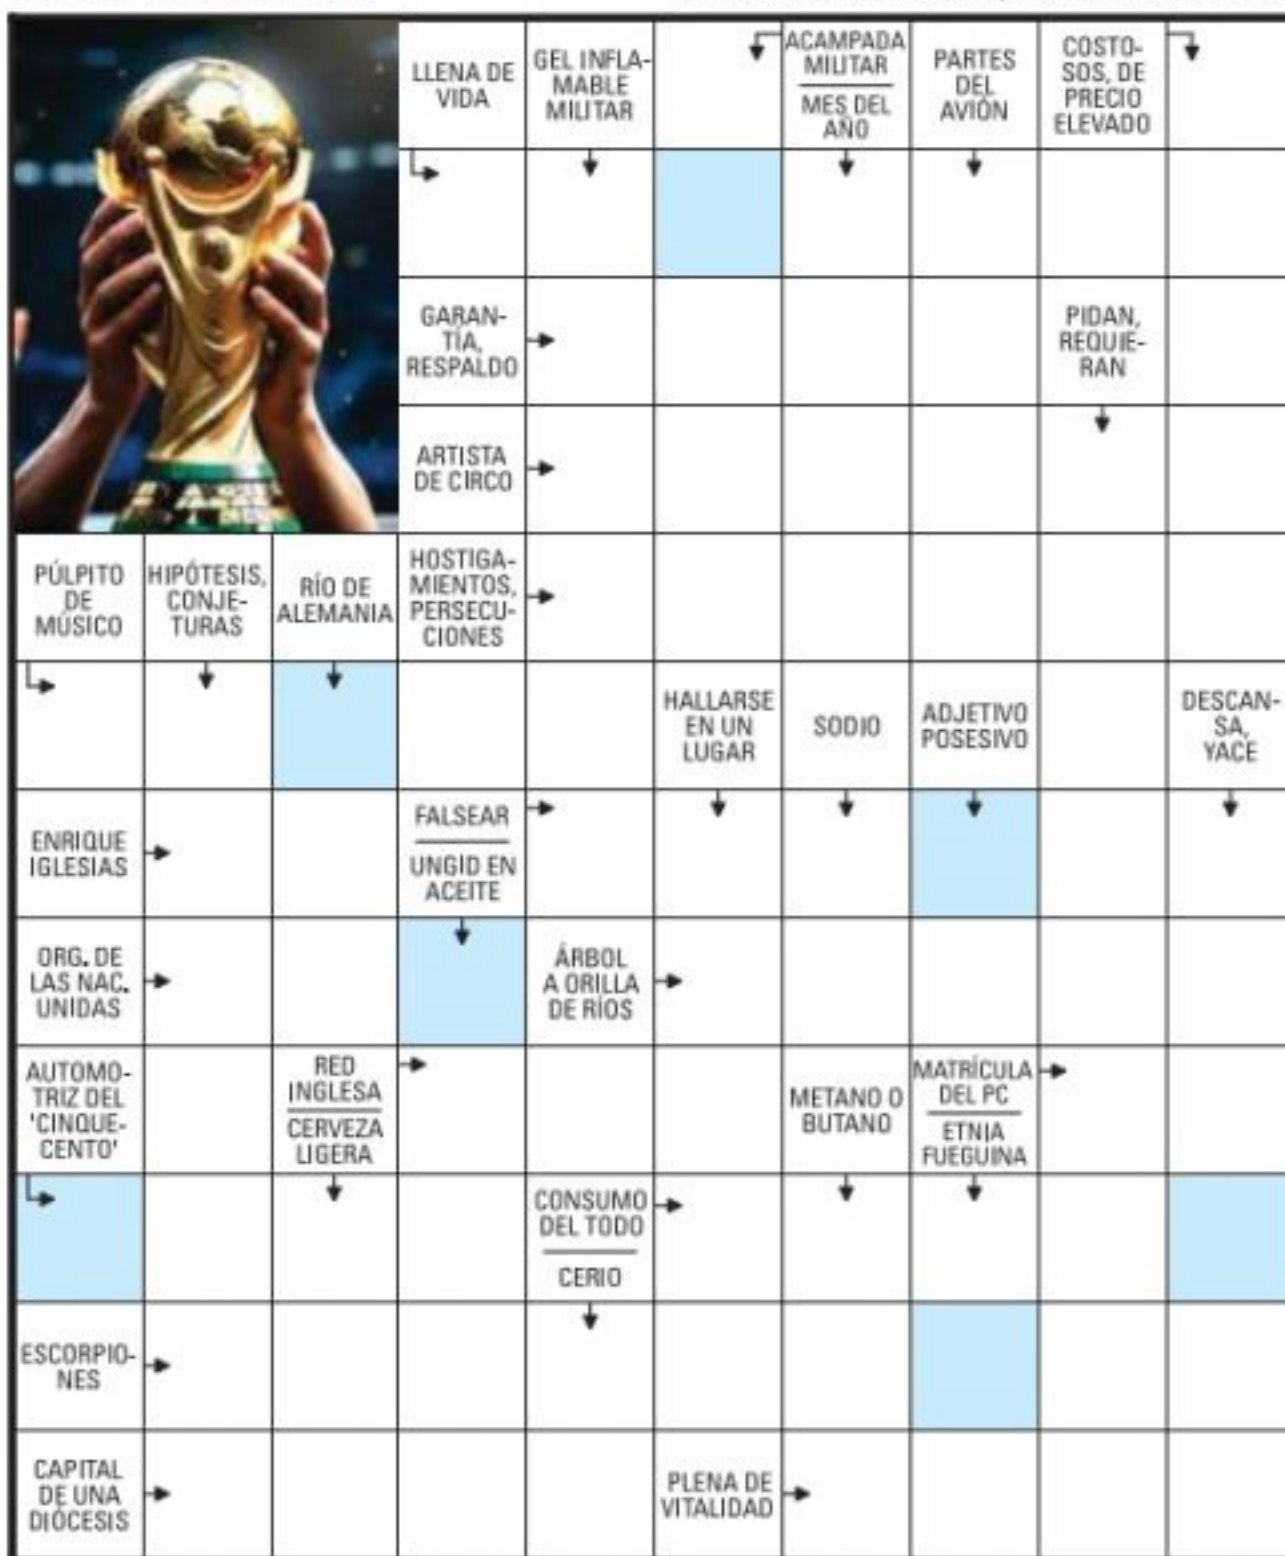 LLENA DE
VIDA
GEL INFLA-
MABLE
MILITAR
ACAMPADA
MILITAR
MES DEL
AÑO
PARTES
DEL
AVIÓN
COSTO-
SOS, DE
PRECIO
ELEVADO
GARAN-
TÍA,
RESPALDO
PIDAN,
REQUIE-
RAN
ARTISTA
DE CIRCO
PÚLPITO
DE
MÚSICO
HIPÓTESIS,
CONJE-
TURAS
RÍO DE
ALEMANIA
HOSTIGA-
MIENTOS,
PERSECU-
CIONES
HALLARSE
EN UN
LUGAR
SODIO
ADJETIVO
POSESIVO
DESCAN-
SA,
YACE
ENRIQUE
IGLESIAS
FALSEAR
UNGID EN
ACEITE
ORG. DE
LAS NAC.
UNIDAS
ÁRBOL
A ORILLA
DE RÍOS
AUTOMO-
TRIZ DEL
'CINQUE-
CENTO'
RED
INGLESA
CERVEZA
LIGERA
METANO O
BUTANO
MATRÍCULA
DEL PC
ETNIA
FUEGUINA
CONSUMO
DEL TODO
CERIO
ESCORPIO-
NES
CAPITAL
DE UNA
DIÓCESIS
PLENA DE
VITALIDAD